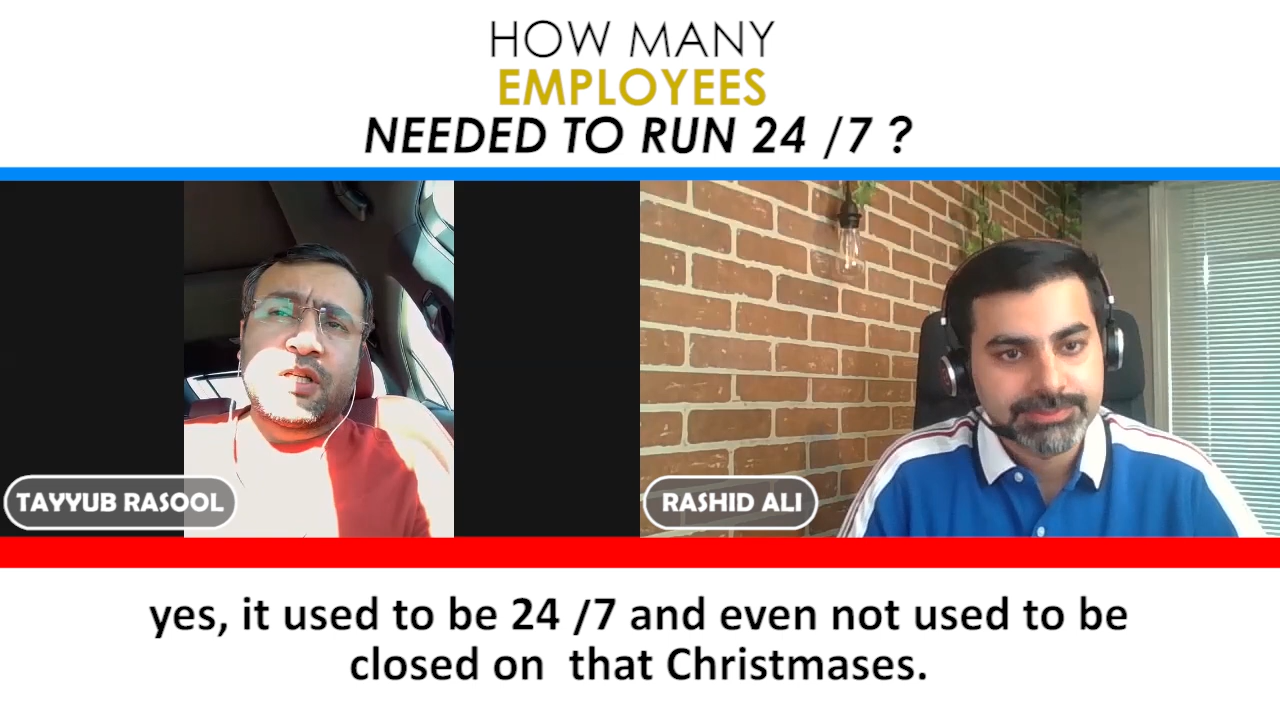 HOW MANY
EMPLOYEES
NEEDED TO RUN 24 /7 ?
TAYYUB RASOOL
RASHID ALI
yes, it used to be 24 /7 and even not used to be
closed on  that Christmases.